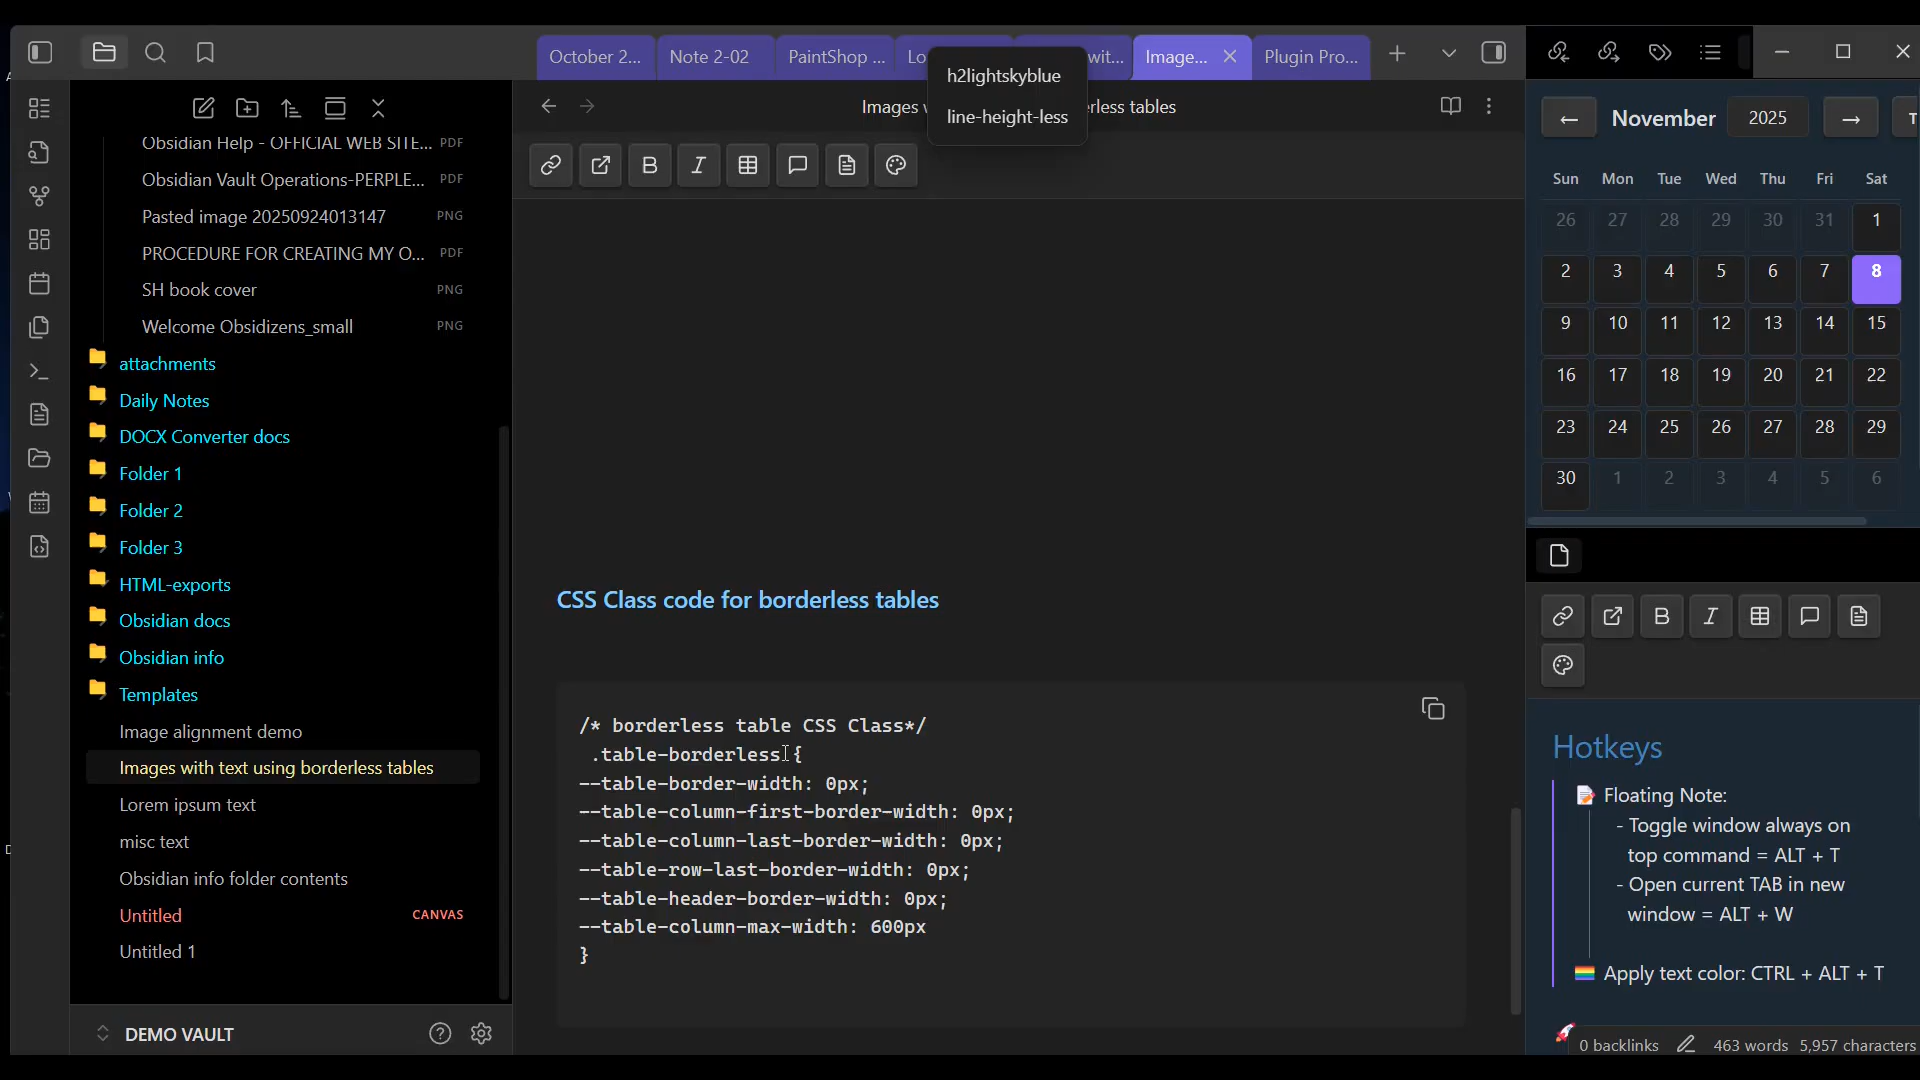 October 2...
Note 2-02
PaintShop ...
Lo
wit...
Image...
Plugin Pro...
h2lightskyblue
line-height-less
Images w
rless tables
Obsidian Help - OFFICIAL WEB SITE... PDF
Obsidian Vault Operations-PERPLE... PDF
Pasted image 20250924013147 PNG
PROCEDURE FOR CREATING MY O... PDF
SH book cover PNG
Welcome Obsidizens_small PNG
attachments
Daily Notes
DOCX Converter docs
Folder 1
Folder 2
Folder 3
HTML-exports
Obsidian docs
Obsidian info
Templates
Image alignment demo
Images with text using borderless tables
Lorem ipsum text
misc text
Obsidian info folder contents
Untitled CANVAS
Untitled 1
DEMO VAULT
CSS Class code for borderless tables
/* borderless table CSS Class*/
.table-borderless {
--table-border-width: 0px;
--table-column-first-border-width: 0px;
--table-column-last-border-width: 0px;
--table-row-last-border-width: 0px;
--table-header-border-width: 0px;
--table-column-max-width: 600px
}
← November 2025 → T
Sun Mon Tue Wed Thu Fri Sat
26 27 28 29 30 31 1
2 3 4 5 6 7 8
9 10 11 12 13 14 15
16 17 18 19 20 21 22
23 24 25 26 27 28 29
30 1 2 3 4 5 6
Hotkeys
📝 Floating Note:
- Toggle window always on
top command = ALT + T
- Open current TAB in new
window = ALT + W
Apply text color: CTRL + ALT + T
0 backlinks 463 words 5,957 characters